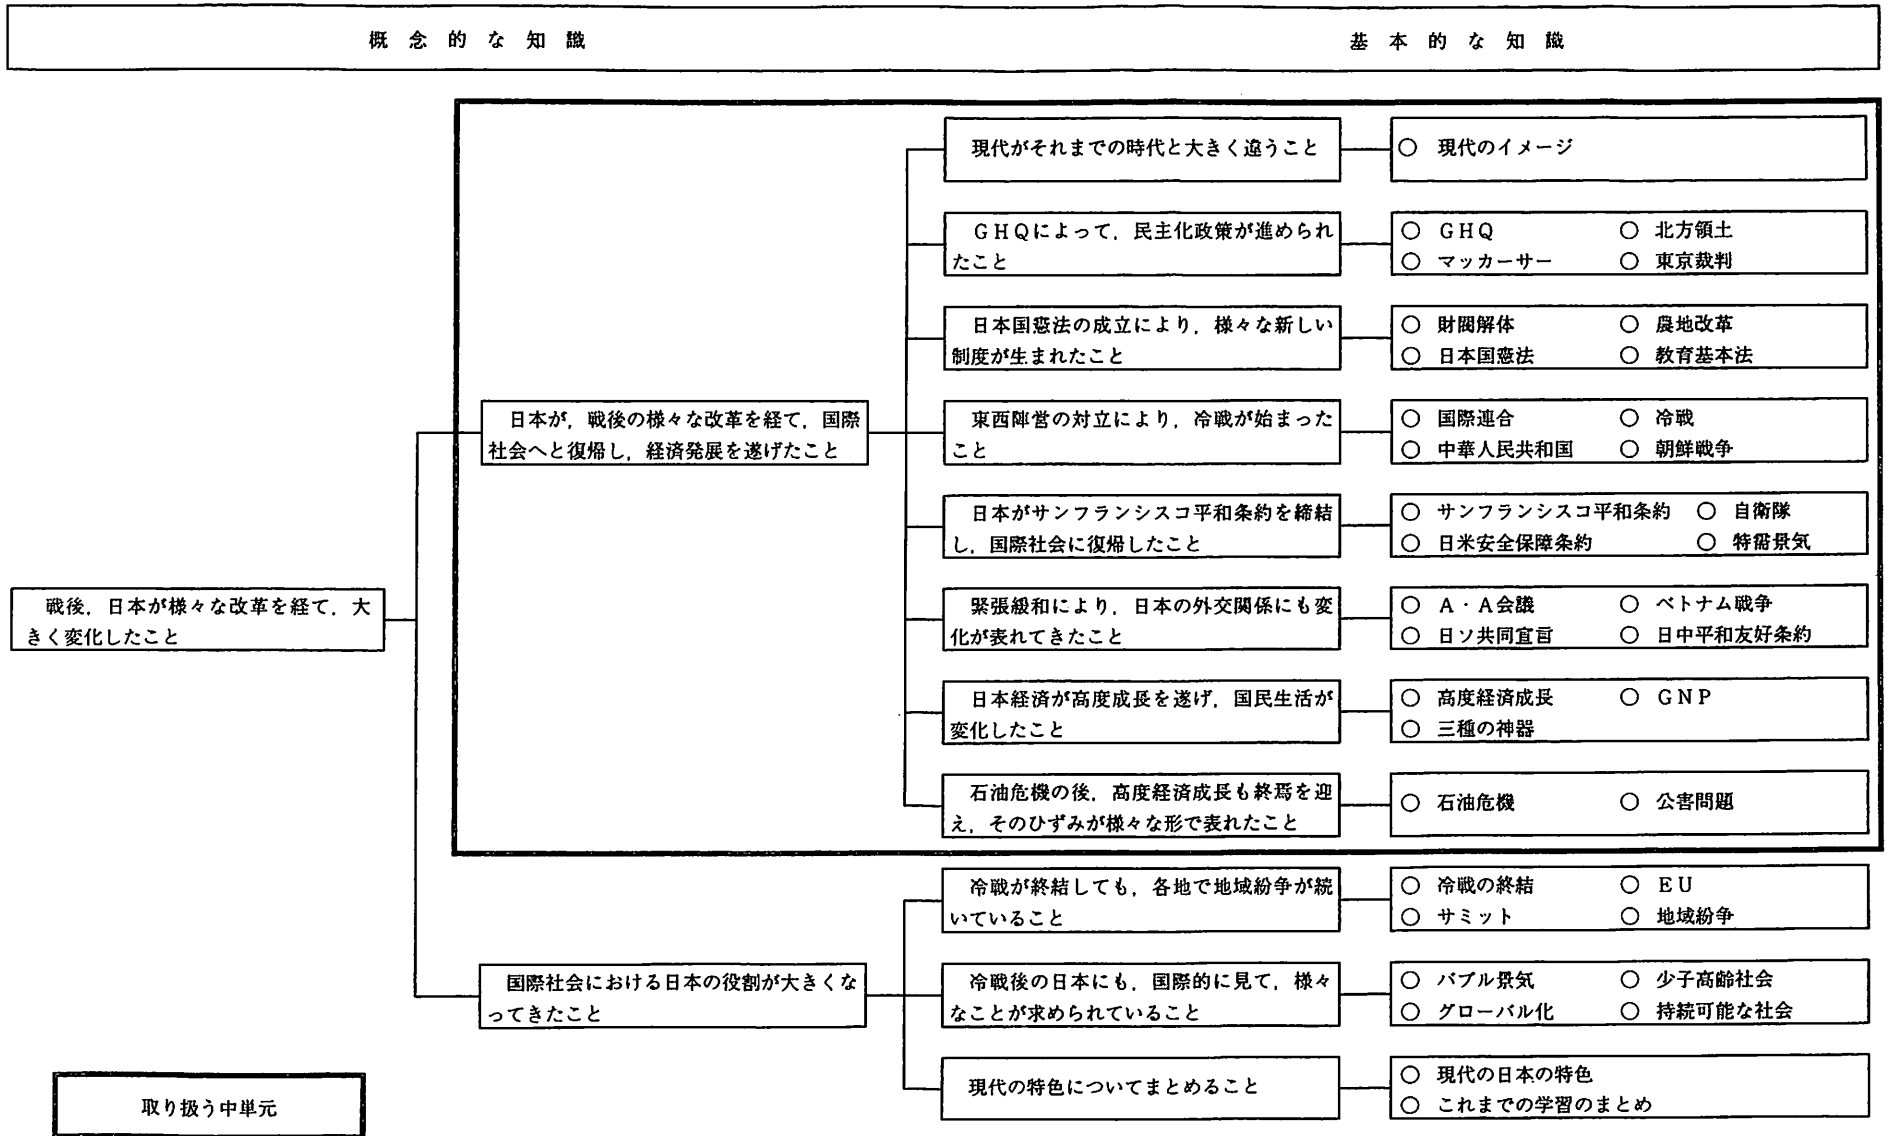 概念的な知識 基本的な知識
現代がそれまでの時代と大きく違うこと
○ 現代のイメージ
GHQによって，民主化政策が進められ
たこと
○ GHQ ○ 北方領土
○ マッカーサー ○ 東京裁判
日本国憲法の成立により，様々な新しい
制度が生まれたこと
○ 財閥解体 ○ 農地改革
○ 日本国憲法 ○ 教育基本法
日本が，戦後の様々な改革を経て，国際
社会へと復帰し，経済発展を遂げたこと
東西陣営の対立により，冷戦が始まった
こと
○ 国際連合 ○ 冷戦
○ 中華人民共和国 ○ 朝鮮戦争
日本がサンフランシスコ平和条約を締結
し，国際社会に復帰したこと
○ サンフランシスコ平和条約 ○ 自衛隊
○ 日米安全保障条約 ○ 特需景気
戦後，日本が様々な改革を経て，大
きく変化したこと
緊張緩和により，日本の外交関係にも変
化が表れてきたこと
○ A・A会議 ○ ベトナム戦争
○ 日ソ共同宣言 ○ 日中平和友好条約
日本経済が高度成長を遂げ，国民生活が
変化したこと
○ 高度経済成長 ○ GNP
○ 三種の神器
石油危機の後，高度経済成長も終焉を迎
え，そのひずみが様々な形で表れたこと
○ 石油危機 ○ 公害問題
冷戦が終結しても，各地で地域紛争が続
いていること
○ 冷戦の終結 ○ EU
○ サミット ○ 地域紛争
国際社会における日本の役割が大きくな
ってきたこと
冷戦後の日本にも，国際的に見て，様々
なことが求められていること
○ バブル景気 ○ 少子高齢社会
○ グローバル化 ○ 持続可能な社会
現代の特色についてまとめること
○ 現代の日本の特色
○ これまでの学習のまとめ
取り扱う中単元